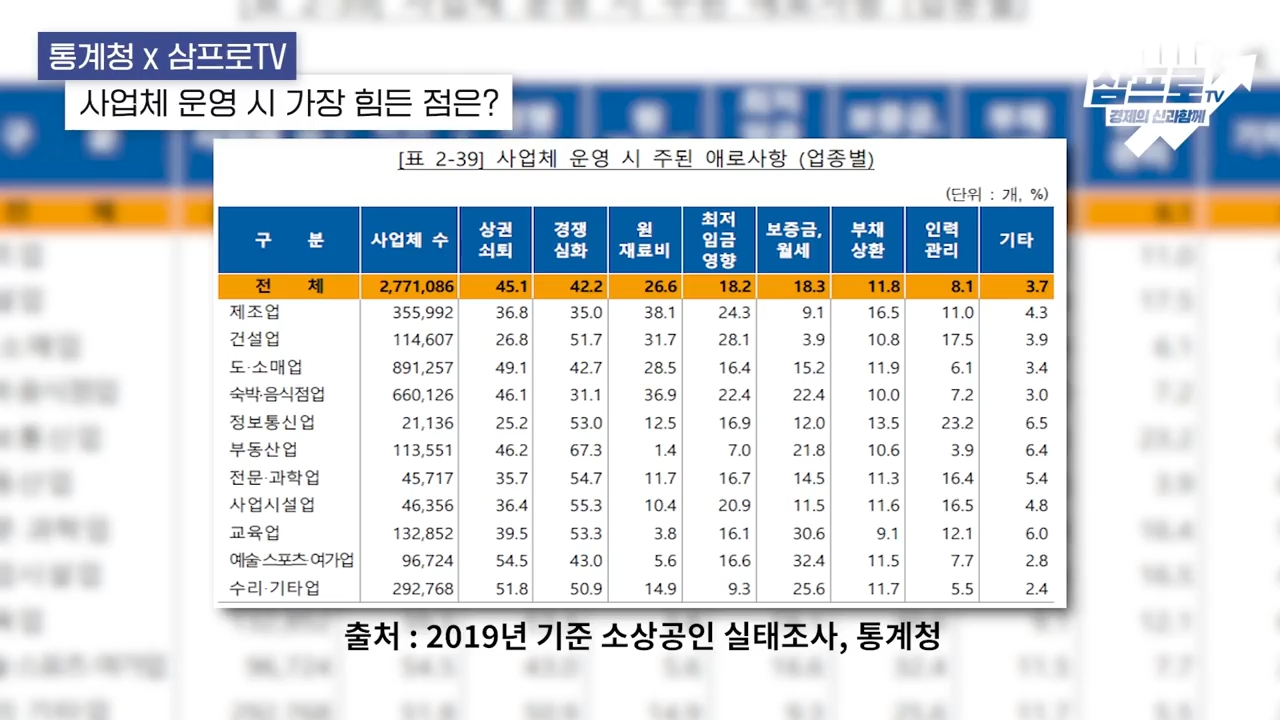 통계청 x 삼프로TV
사업체 운영 시 가장 힘든 점은?
삼프로TV
경제의 신과함께
[표 2-39] 사업체 운영 시 주된 애로사항 (업종별)
(단위 : 개, %)
구 분 사업체 수 상권 쇠퇴 경쟁 심화 원 재료비 최저 임금 영향 보증금, 월세 부채 상환 인력 관리 기타
전 체 2,771,086 45.1 42.2 26.6 18.2 18.3 11.8 8.1 3.7
제조업 355,992 36.8 35.0 38.1 24.3 9.1 16.5 11.0 4.3
건설업 114,607 26.8 51.7 31.7 28.1 3.9 10.8 17.5 3.9
도·소매업 891,257 49.1 42.7 28.5 16.4 15.2 11.9 6.1 3.4
숙박·음식점업 660,126 46.1 31.1 36.9 22.4 22.4 10.0 7.2 3.0
정보통신업 21,136 25.2 53.0 12.5 16.9 12.0 13.5 23.2 6.5
부동산업 113,551 46.2 67.3 1.4 7.0 21.8 10.6 3.9 6.4
전문·과학업 45,717 35.7 54.7 11.7 16.7 14.5 11.3 16.4 5.4
사업시설업 46,356 36.4 55.3 10.4 20.9 11.5 11.6 16.5 4.8
교육업 132,852 39.5 53.3 3.8 16.1 30.6 9.1 12.1 6.0
예술·스포츠·여가업 96,724 54.5 43.0 5.6 16.6 32.4 11.5 7.7 2.8
수리·기타업 292,768 51.8 50.9 14.9 9.3 25.6 11.7 5.5 2.4
출처 : 2019년 기준 소상공인 실태조사, 통계청